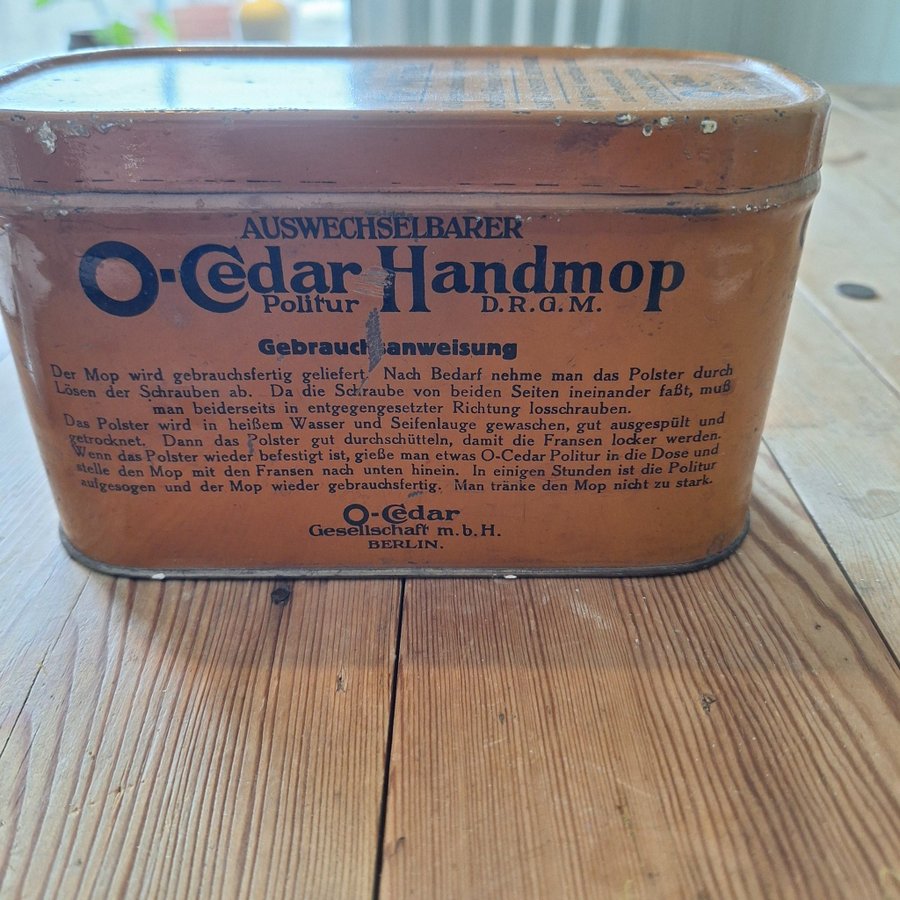 AUSWECHSELBARER
O-Cedar Handmop
Politur D.R.G.M.
Gebrauchsanweisung
Der Mop wird gebrauchsfertig geliefert. Nach Bedarf nehme man das Polster durch
Lösen der Schrauben ab. Da die Schraube von beiden Seiten ineinander faßt, muß
man beiderseits in entgegengesetzter Richtung losschrauben.
Das Polster wird in heißem Wasser und Seifenlauge gewaschen, gut ausgespült und
getrocknet. Dann das Polster gut durchschütteln, damit die Fransen locker werden.
Wenn das Polster wieder befestigt ist, gieße man etwas O-Cedar Politur in die Dose und
stelle den Mop mit den Fransen nach unten hinein. In einigen Stunden ist die Politur
aufgesogen und der Mop wieder gebrauchsfertig. Man tränke den Mop nicht zu stark.
O-Cedar
Gesellschaft m.b.H.
BERLIN.